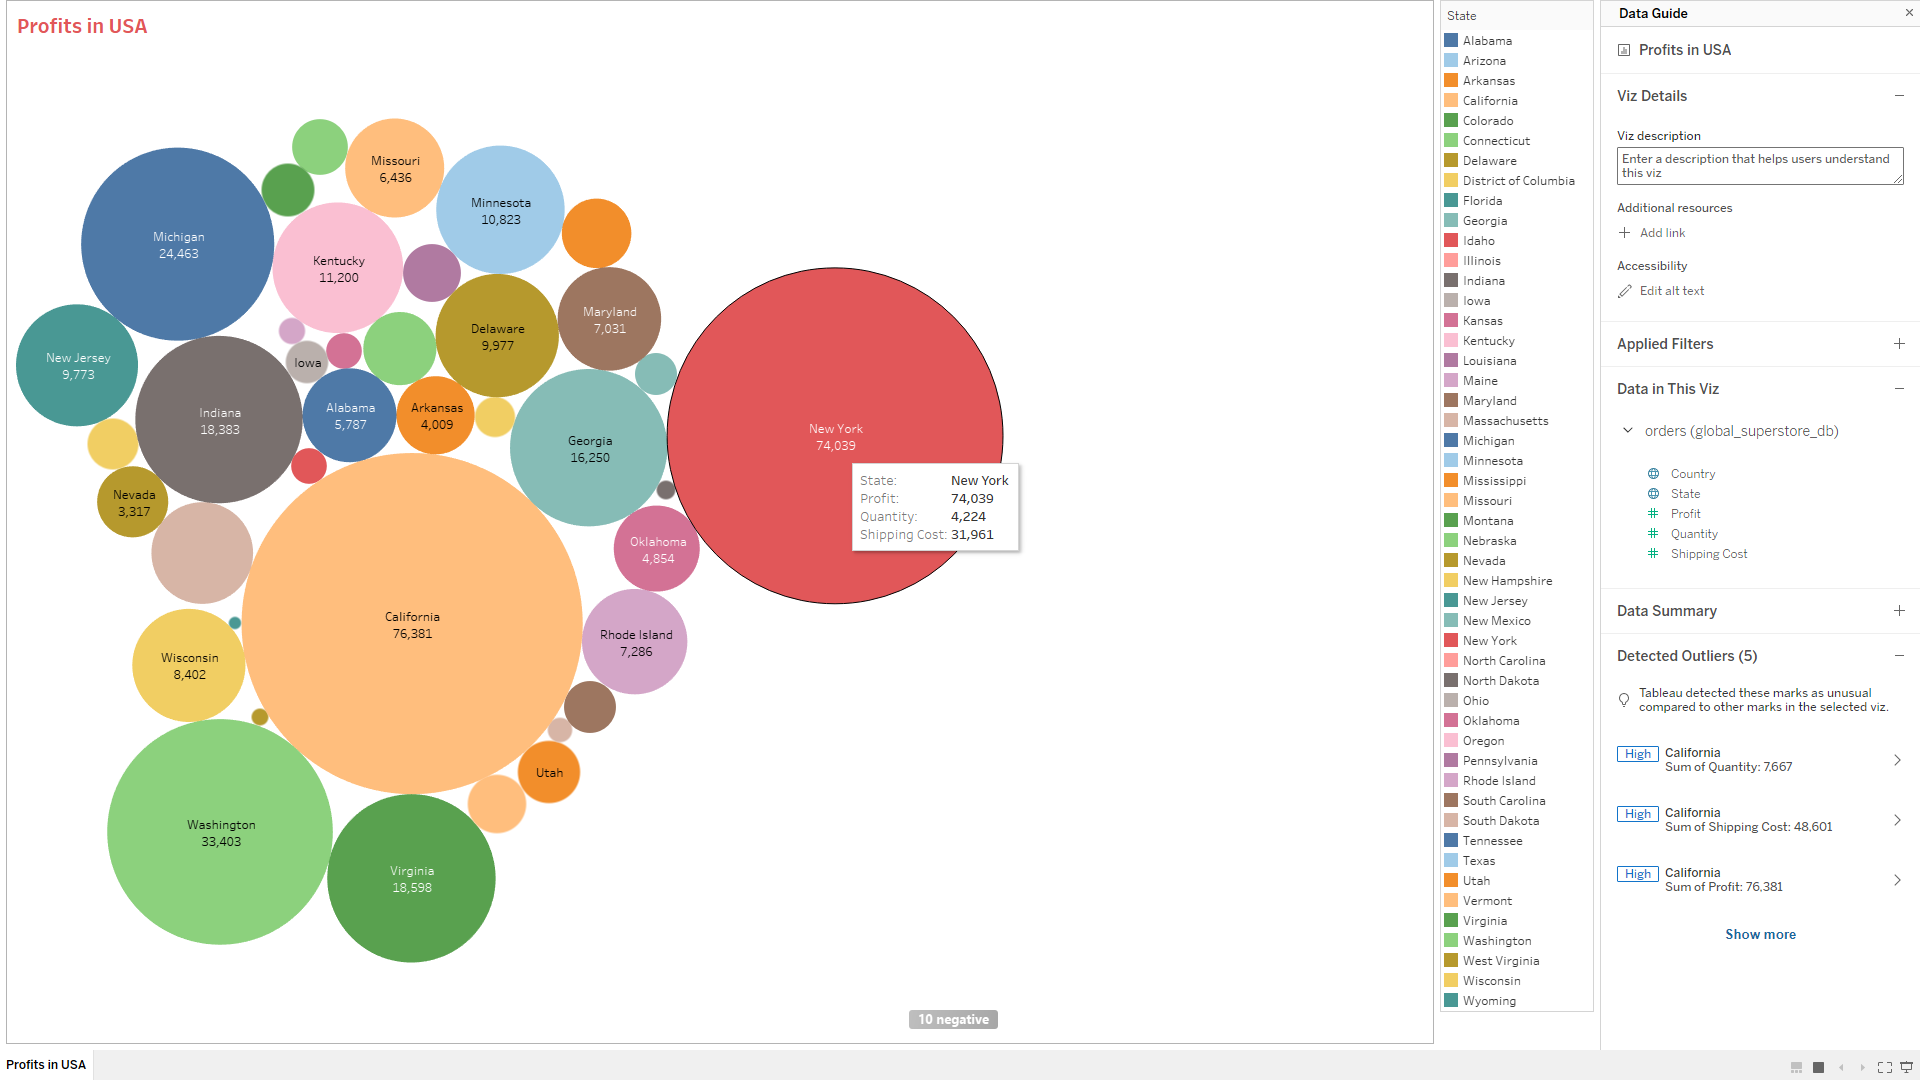 Profits in USA
Missouri
6,436
Minnesota
10,823
Michigan
24,463
Kentucky
11,200
Maryland
7,031
Delaware
9,977
New Jersey
9,773
Iowa
Indiana
18,383
Alabama
5,787
Arkansas
4,009
Georgia
16,250
New York
74,039
State: New York
Profit: 74,039
Quantity: 4,224
Shipping Cost: 31,961
Nevada
3,317
Oklahoma
4,854
California
76,381
Rhode Island
7,286
Wisconsin
8,402
Utah
Washington
33,403
Virginia
18,598
10 negative
State
Alabama
Arizona
Arkansas
California
Colorado
Connecticut
Delaware
District of Columbia
Florida
Georgia
Idaho
Illinois
Indiana
Iowa
Kansas
Kentucky
Louisiana
Maine
Maryland
Massachusetts
Michigan
Minnesota
Mississippi
Missouri
Montana
Nebraska
Nevada
New Hampshire
New Jersey
New Mexico
New York
North Carolina
North Dakota
Ohio
Oklahoma
Oregon
Pennsylvania
Rhode Island
South Carolina
South Dakota
Tennessee
Texas
Utah
Vermont
Virginia
Washington
West Virginia
Wisconsin
Wyoming
Data Guide
Profits in USA
Viz Details
Viz description
Enter a description that helps users understand
this viz
Additional resources
Add link
Accessibility
Edit alt text
Applied Filters
Data in This Viz
orders (global_superstore_db)
Country
State
Profit
Quantity
Shipping Cost
Data Summary
Detected Outliers (5)
Tableau detected these marks as unusual
compared to other marks in the selected viz.
High California
Sum of Quantity: 7,667
High California
Sum of Shipping Cost: 48,601
High California
Sum of Profit: 76,381
Show more
Profits in USA